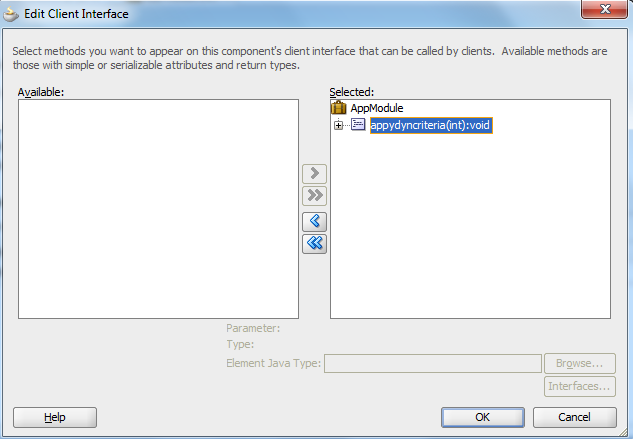 Edit Client Interface
Select methods you want to appear on this component's client interface that can be called by clients. Available methods are
those with simple or serializable attributes and return types.
Available:
Selected:
AppModule
appydyncriteria(int):void
Parameter:
Type:
Element Java Type:
Browse...
Interfaces...
Help
OK
Cancel